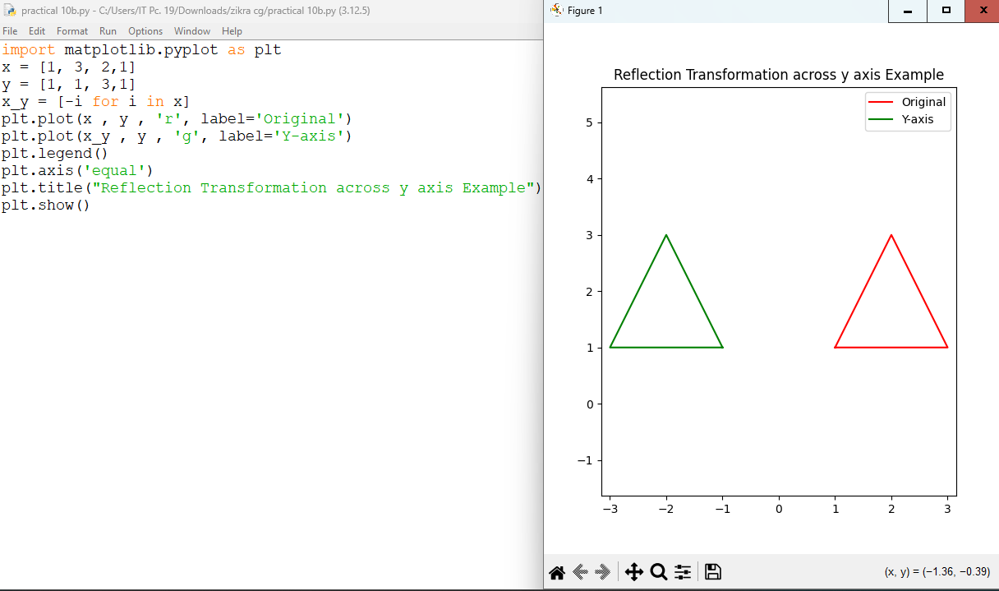 practical 10b.py - C:/Users/IT Pc. 19/Downloads/zikra cg/practical 10b.py (3.12.5)
File Edit Format Run Options Window Help
import matplotlib.pyplot as plt
x = [1, 3, 2,1]
y = [1, 1, 3,1]
x_y = [-i for i in x]
plt.plot(x , y , 'r', label='Original')
plt.plot(x_y , y , 'g', label='Y-axis')
plt.legend()
plt.axis('equal')
plt.title("Reflection Transformation across y axis Example")
plt.show()
Figure 1
Reflection Transformation across y axis Example
Original
Y-axis
5
4
3
2
1
0
−1
−3 −2 −1 0 1 2 3
(x, y) = (−1.36, −0.39)